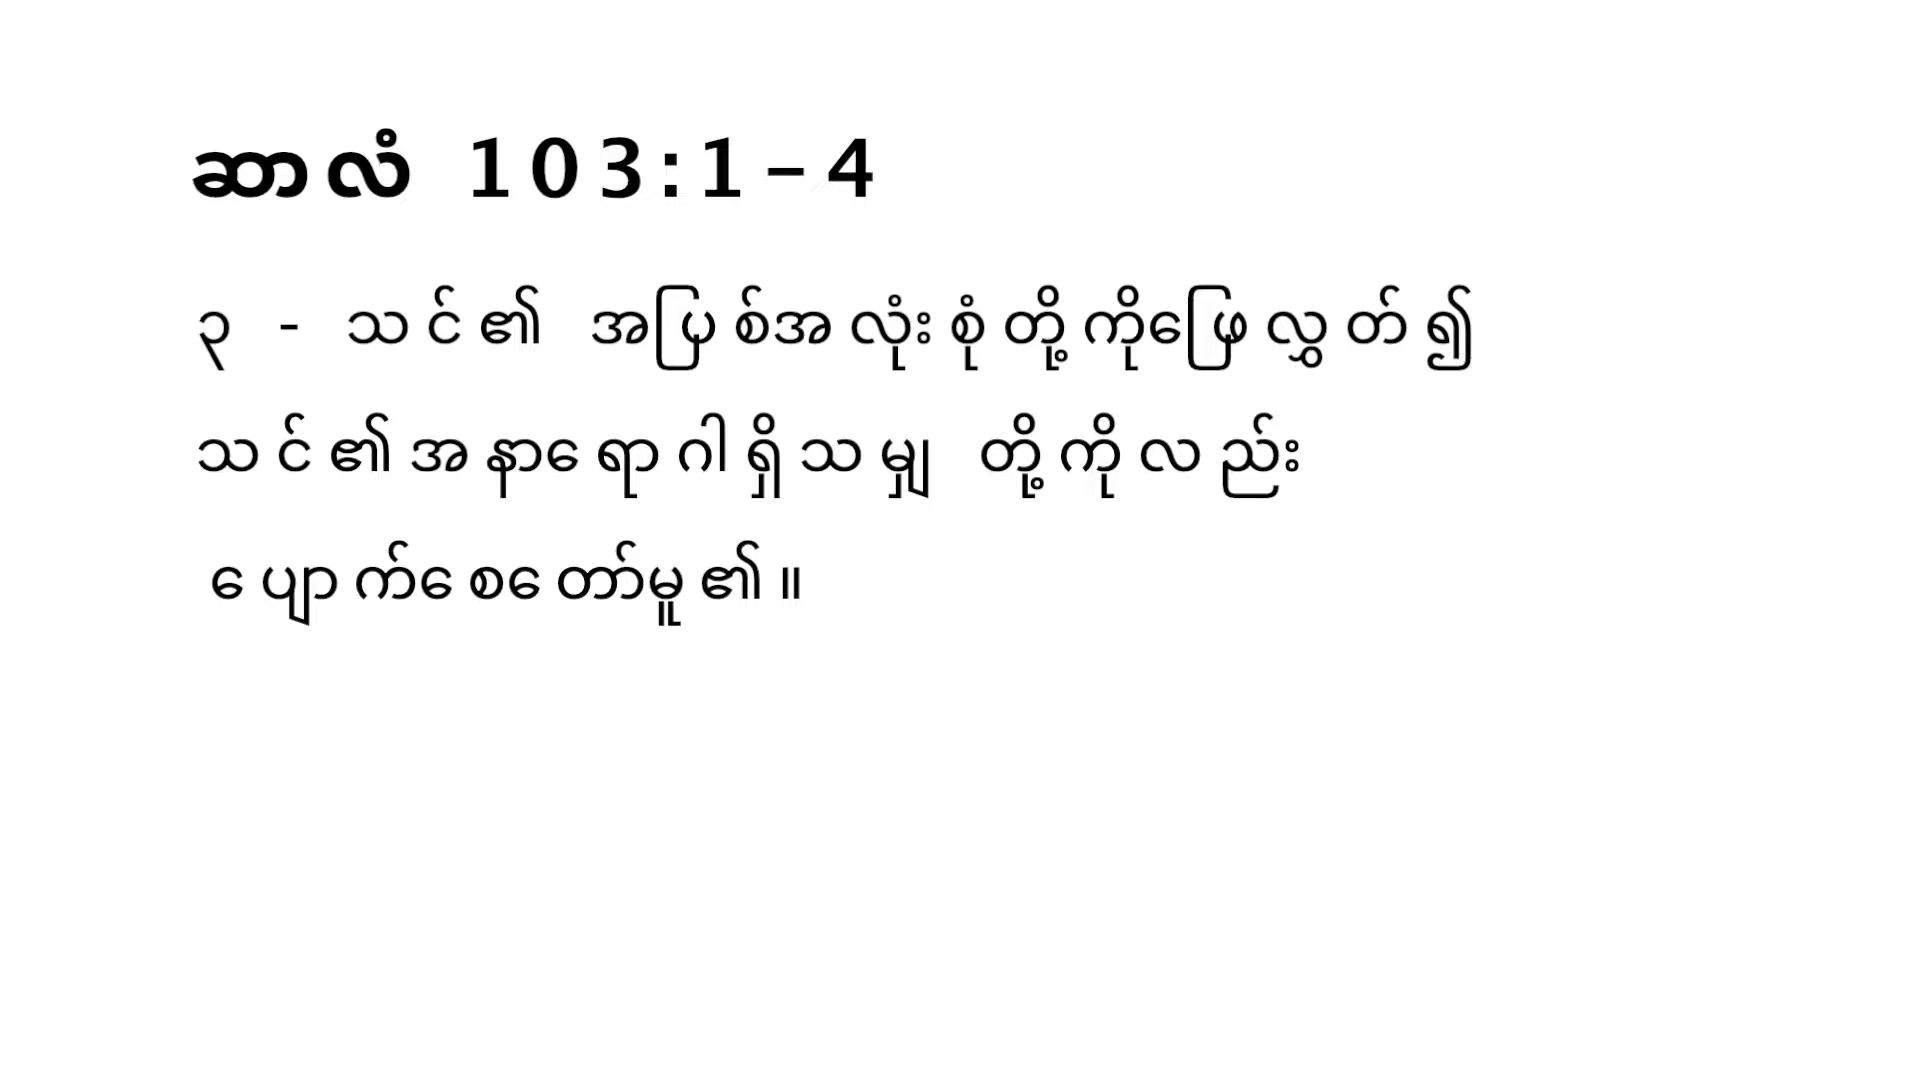 ဆာလံ 103:1-4
၃ - သင်၏ အပြစ်အလုံးစုံတို့ကိုဖြေလွှတ်၍
သင်၏အနာရောဂါရှိသမျှ တို့ကိုလည်း
ပျောက်စေတော်မူ၏။